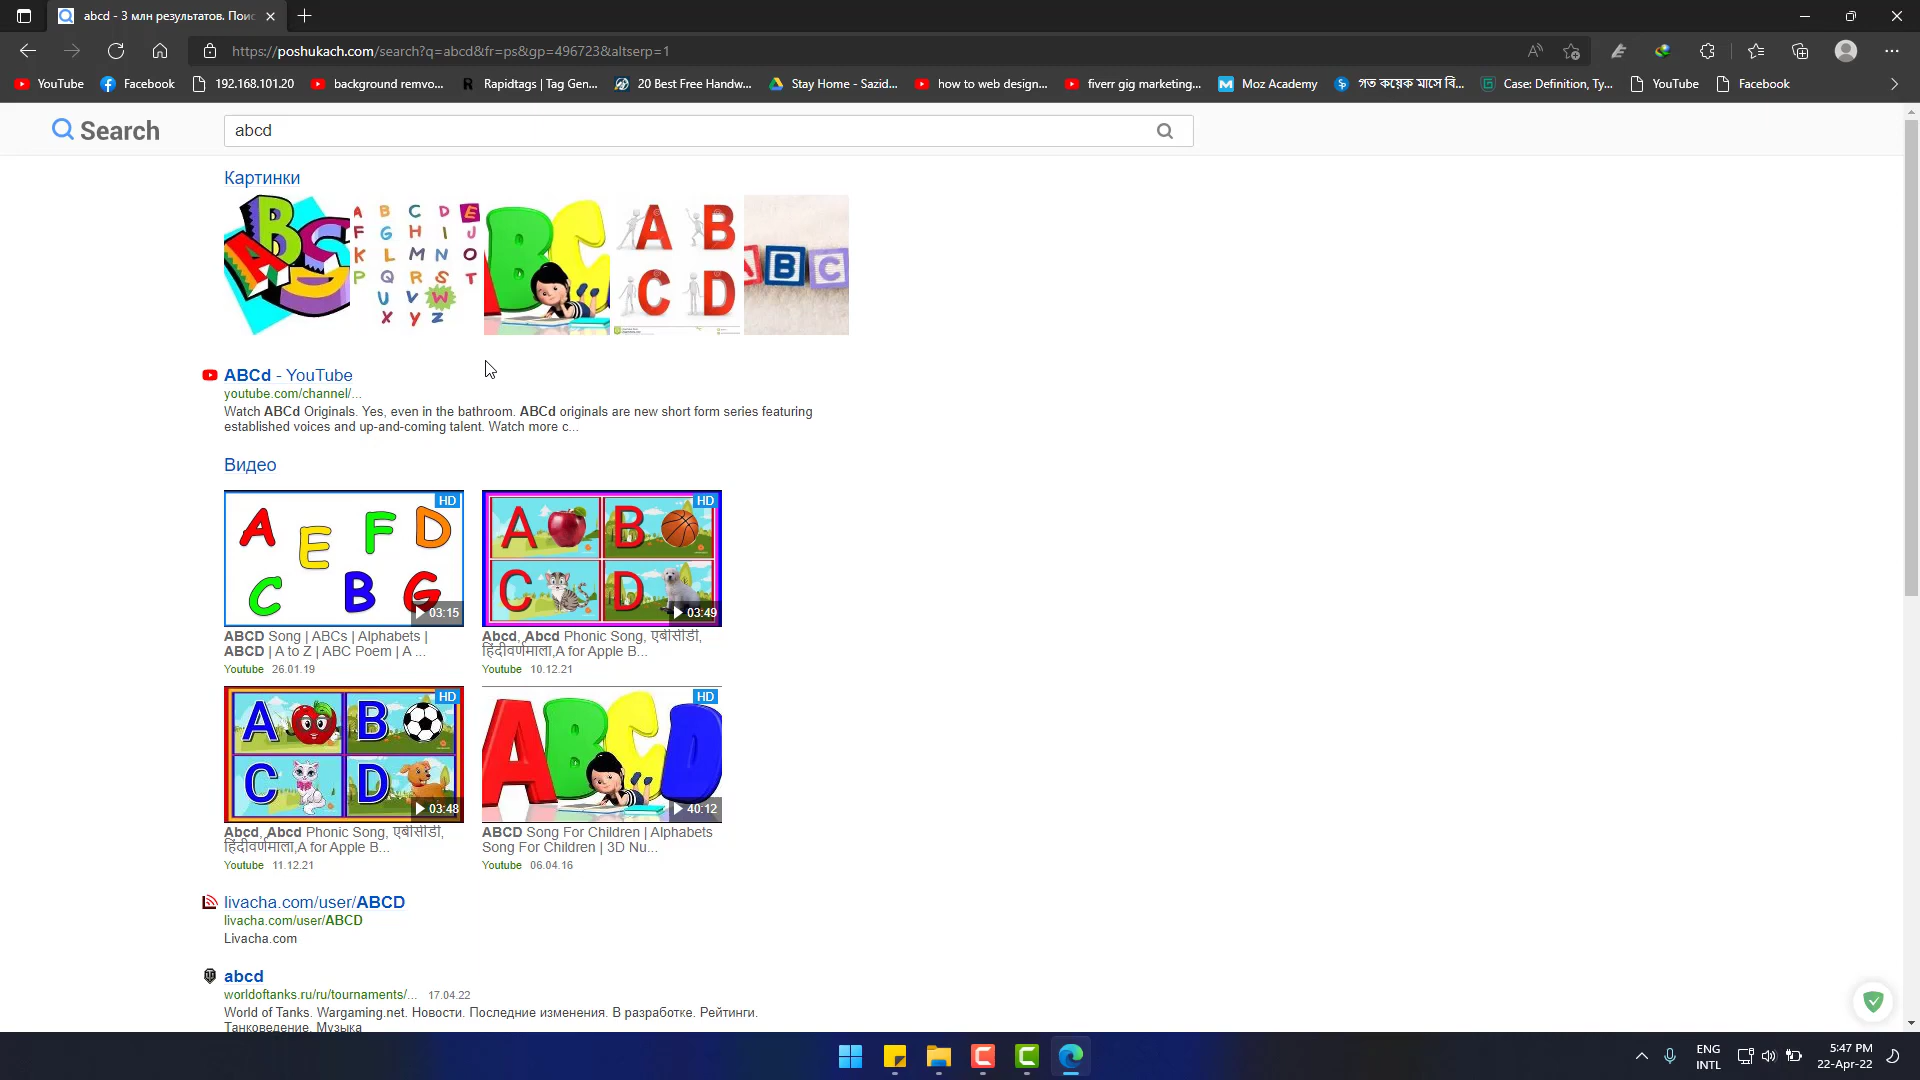 abcd - 3 млн результатов. Поис
https://poshukach.com/search?q=abcd&fr=ps&gp=496723&altserp=1
YouTube Facebook 192.168.101.20 background remvo... Rapidtags | Tag Gen... 20 Best Free Handw... Stay Home - Sazid... how to web design... fiverr gig marketing... Moz Academy গত কয়েক মাসে বি... Case: Definition, Ty... YouTube Facebook
Search abcd
Картинки
A B C D E
F G H I J
K L M N O
P Q R S T
U V W
X Y Z
A B
C D
A B C
ABCd - YouTube
youtube.com/channel/...
Watch ABCd Originals. Yes, even in the bathroom. ABCd originals are new short form series featuring
established voices and up-and-coming talent. Watch more c...
Видео
HD
A E F D
C B G
03:15
ABCD Song | ABCs | Alphabets |
ABCD | A to Z | ABC Poem | A ...
Youtube 26.01.19
HD
A B
C D
03:49
Abcd, Abcd Phonic Song, एबीसीडी,
हिंदीवर्णमाला,A for Apple B...
Youtube 10.12.21
HD
A B
C D
03:48
Abcd, Abcd Phonic Song, एबीसीडी,
हिंदीवर्णमाला,A for Apple B...
Youtube 11.12.21
HD
ABCD
40:12
ABCD Song For Children | Alphabets
Song For Children | 3D Nu...
Youtube 06.04.16
livacha.com/user/ABCD
livacha.com/user/ABCD
Livacha.com
abcd
worldoftanks.ru/ru/tournaments/... 17.04.22
World of Tanks. Wargaming.net. Новости. Последние изменения. В разработке. Рейтинги.
Танковедение. Музыка
ENG
INTL
5:47 PM
22-Apr-22